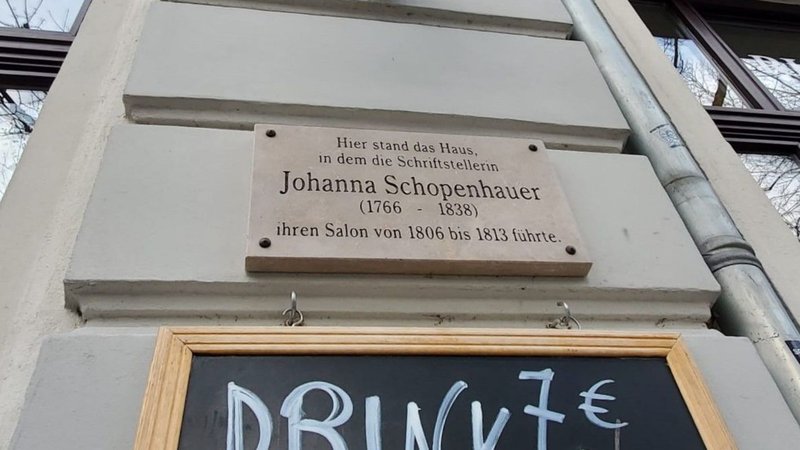 Hier stand das Haus,
in dem die Schriftstellerin
Johanna Schopenhauer
(1766 - 1838)
ihren Salon von 1806 bis 1813 führte.
DRINK 7 €